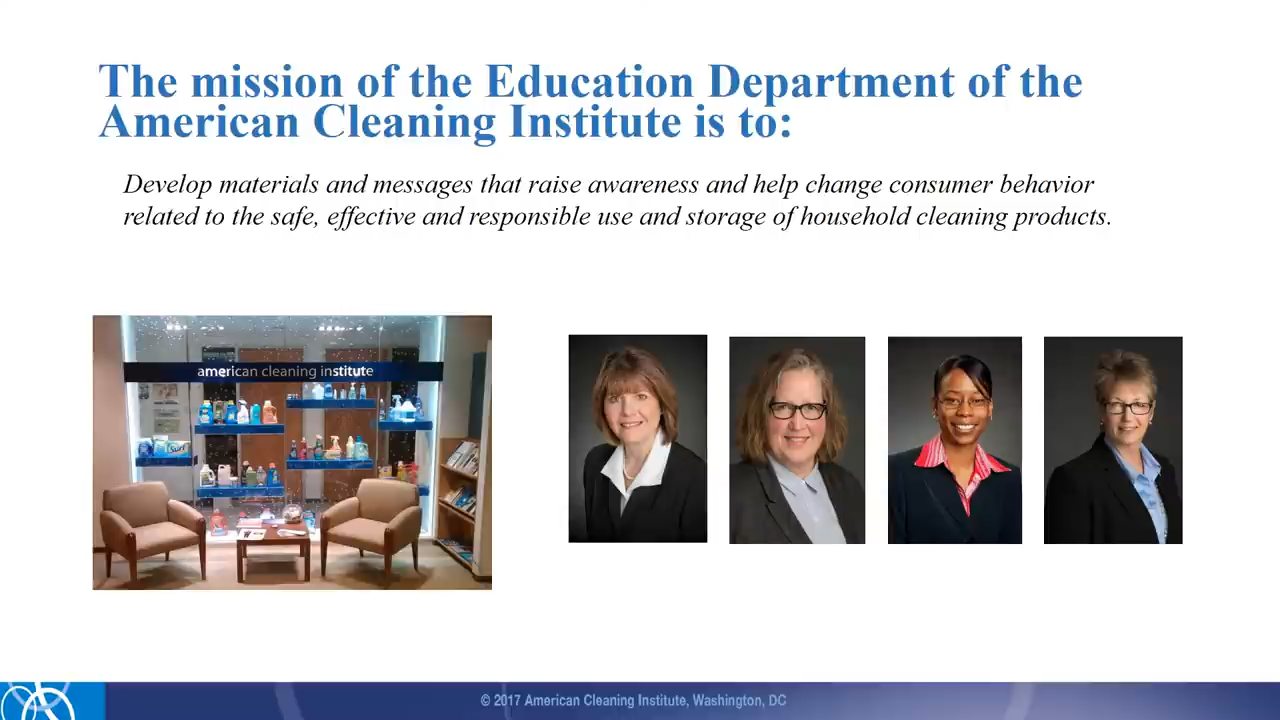 The mission of the Education Department of the
American Cleaning Institute is to:
Develop materials and messages that raise awareness and help change consumer behavior
related to the safe, effective and responsible use and storage of household cleaning products.
american cleaning institute
© 2017 American Cleaning Institute, Washington, DC